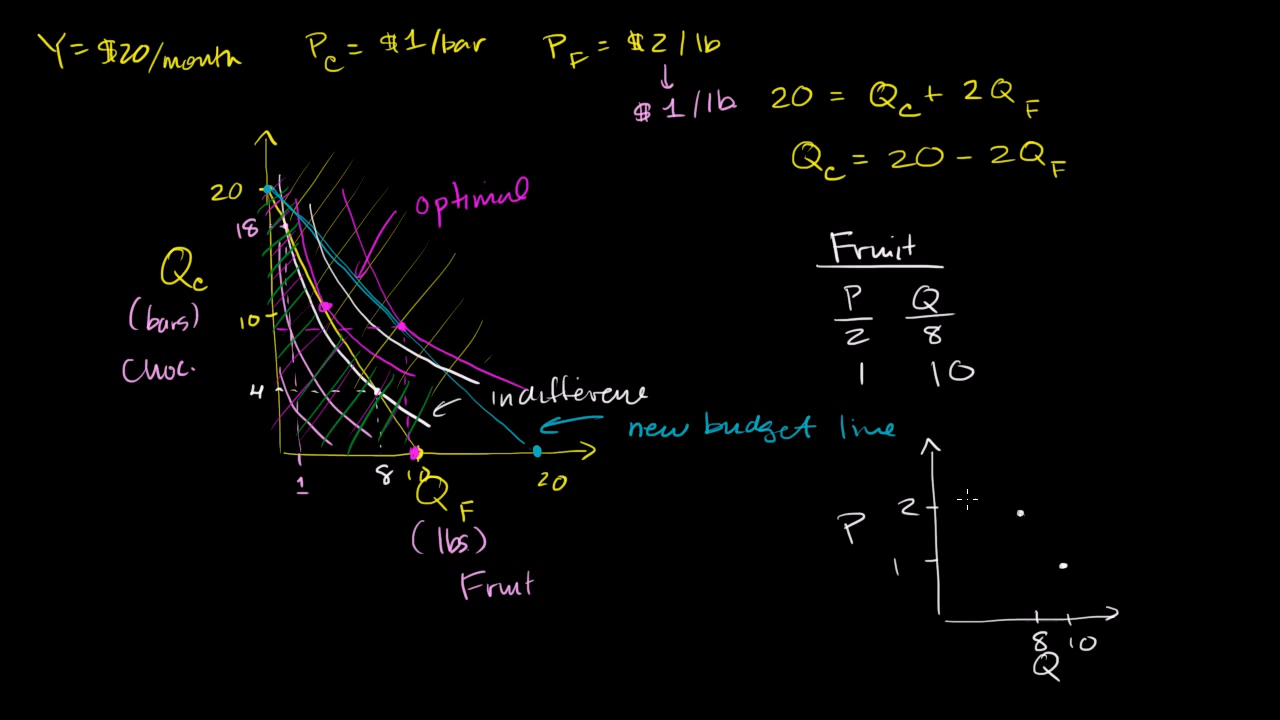 Y = $20/month
P_C = $1/bar
P_F = $2/lb
↓
$1/lb
20 = Q_C + 2Q_F
Q_C = 20 - 2Q_F
20
18
10
4
Q_C
(bars)
Choc.
optimal
indifference
new budget line
1
8
10
20
Q_F
(lbs)
Fruit
Fruit
P Q
2 8
1 10
P
2
1
8 10
Q